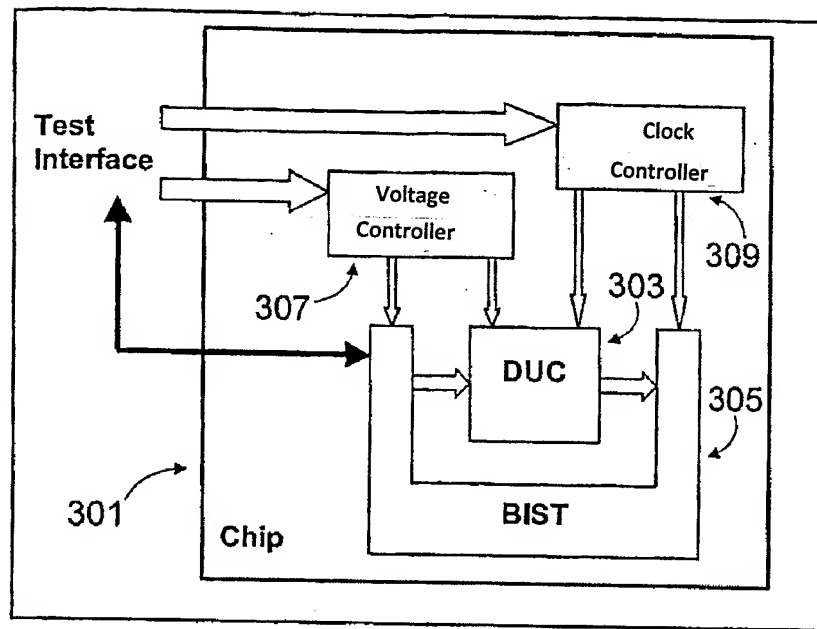 Test
Interface
Clock
Controller
309
Voltage
Controller
307
303
DUC
305
BIST
301
Chip